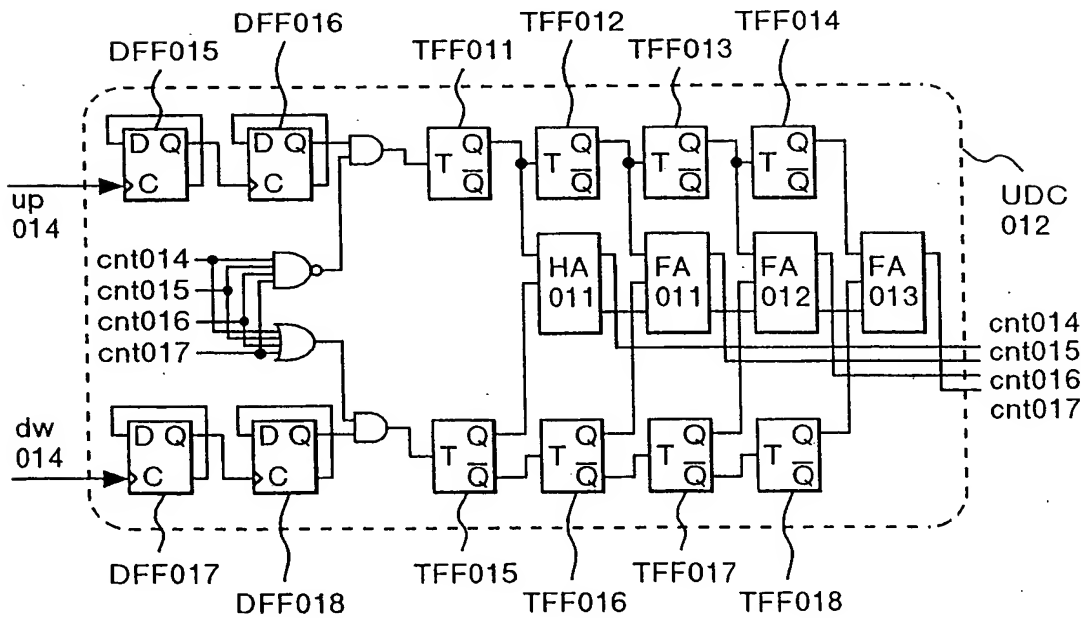 DFF015
DFF016
TFF011
TFF012
TFF013
TFF014
D Q
C
D Q
C
T Q
Q
T Q
Q
T Q
Q
T Q
Q
up
014
UDC
012
cnt014
cnt015
cnt016
cnt017
HA
011
FA
011
FA
012
FA
013
cnt014
cnt015
cnt016
cnt017
dw
014
D Q
C
D Q
C
T Q
Q
T Q
Q
T Q
Q
T Q
Q
DFF017
DFF018
TFF015
TFF016
TFF017
TFF018